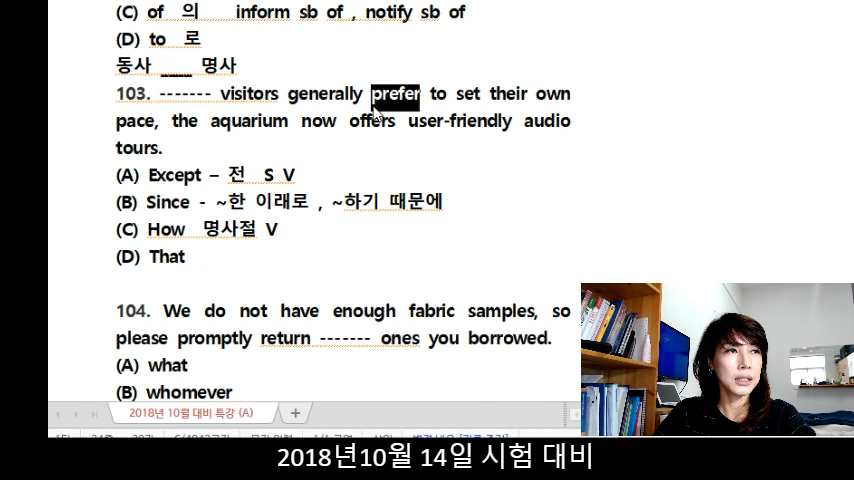 (C) of 의 inform sb of , notify sb of
(D) to 로
동사 ___ 명사
103. ------- visitors generally prefer to set their own
pace, the aquarium now offers user-friendly audio
tours.
(A) Except – 전 S V
(B) Since - ~한 이래로 , ~하기 때문에
(C) How 명사절 V
(D) That
104. We do not have enough fabric samples, so
please promptly return ------- ones you borrowed.
(A) what
(B) whomever
2018년 10월 대비 특강 (A)
2018년10월 14일 시험 대비